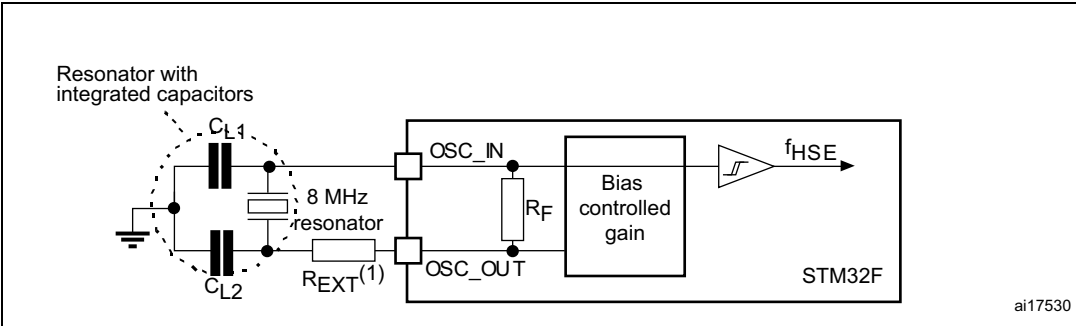 Resonator with
integrated capacitors
CL1
OSC_IN
fHSE
8 MHz
resonator
RF
Bias
controlled
gain
REXT(1)
OSC_OUT
STM32F
CL2
ai17530